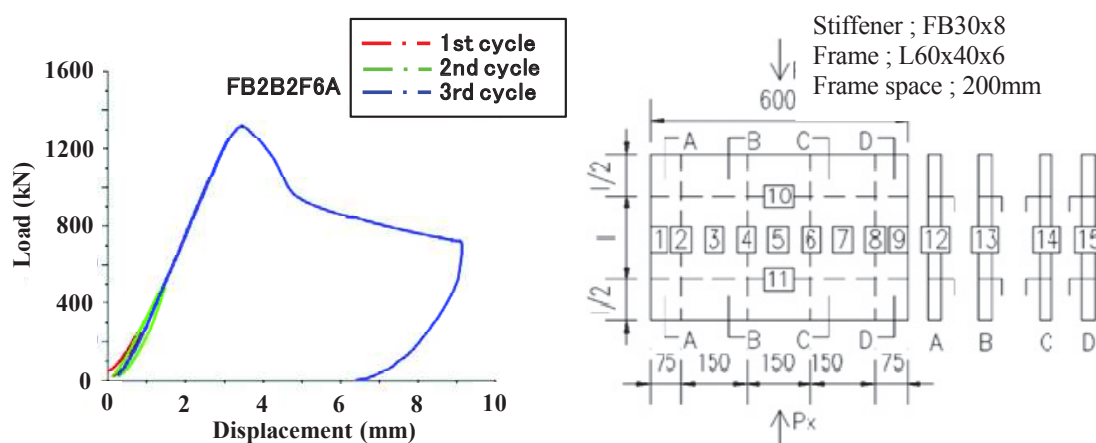 1st cycle
2nd cycle
3rd cycle
FB2B2F6A
1600
1200
800
400
0
Load (kN)
0 2 4 6 8 10
Displacement (mm)
Stiffener ; FB30x8
Frame ; L60x40x6
Frame space ; 200mm
600
A B C D
l/2
l
l/2
10
1 2 3 4 5 6 7 8 9 12 13 14 15
11
A B C D
A B C D
75 150 150 150 75
Px